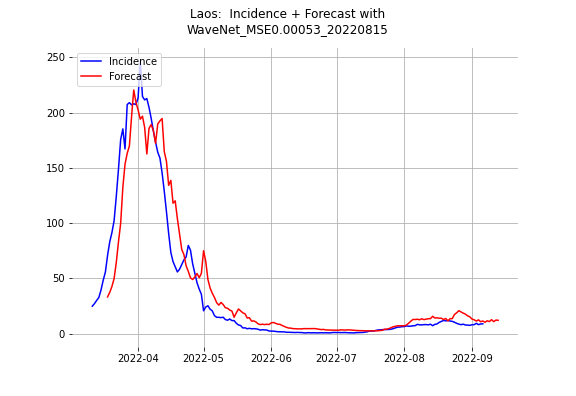 Laos:  Incidence + Forecast with
WaveNet_MSE0.00053_20220815
Incidence
Forecast
250
200
150
100
50
0
2022-04 2022-05 2022-06 2022-07 2022-08 2022-09